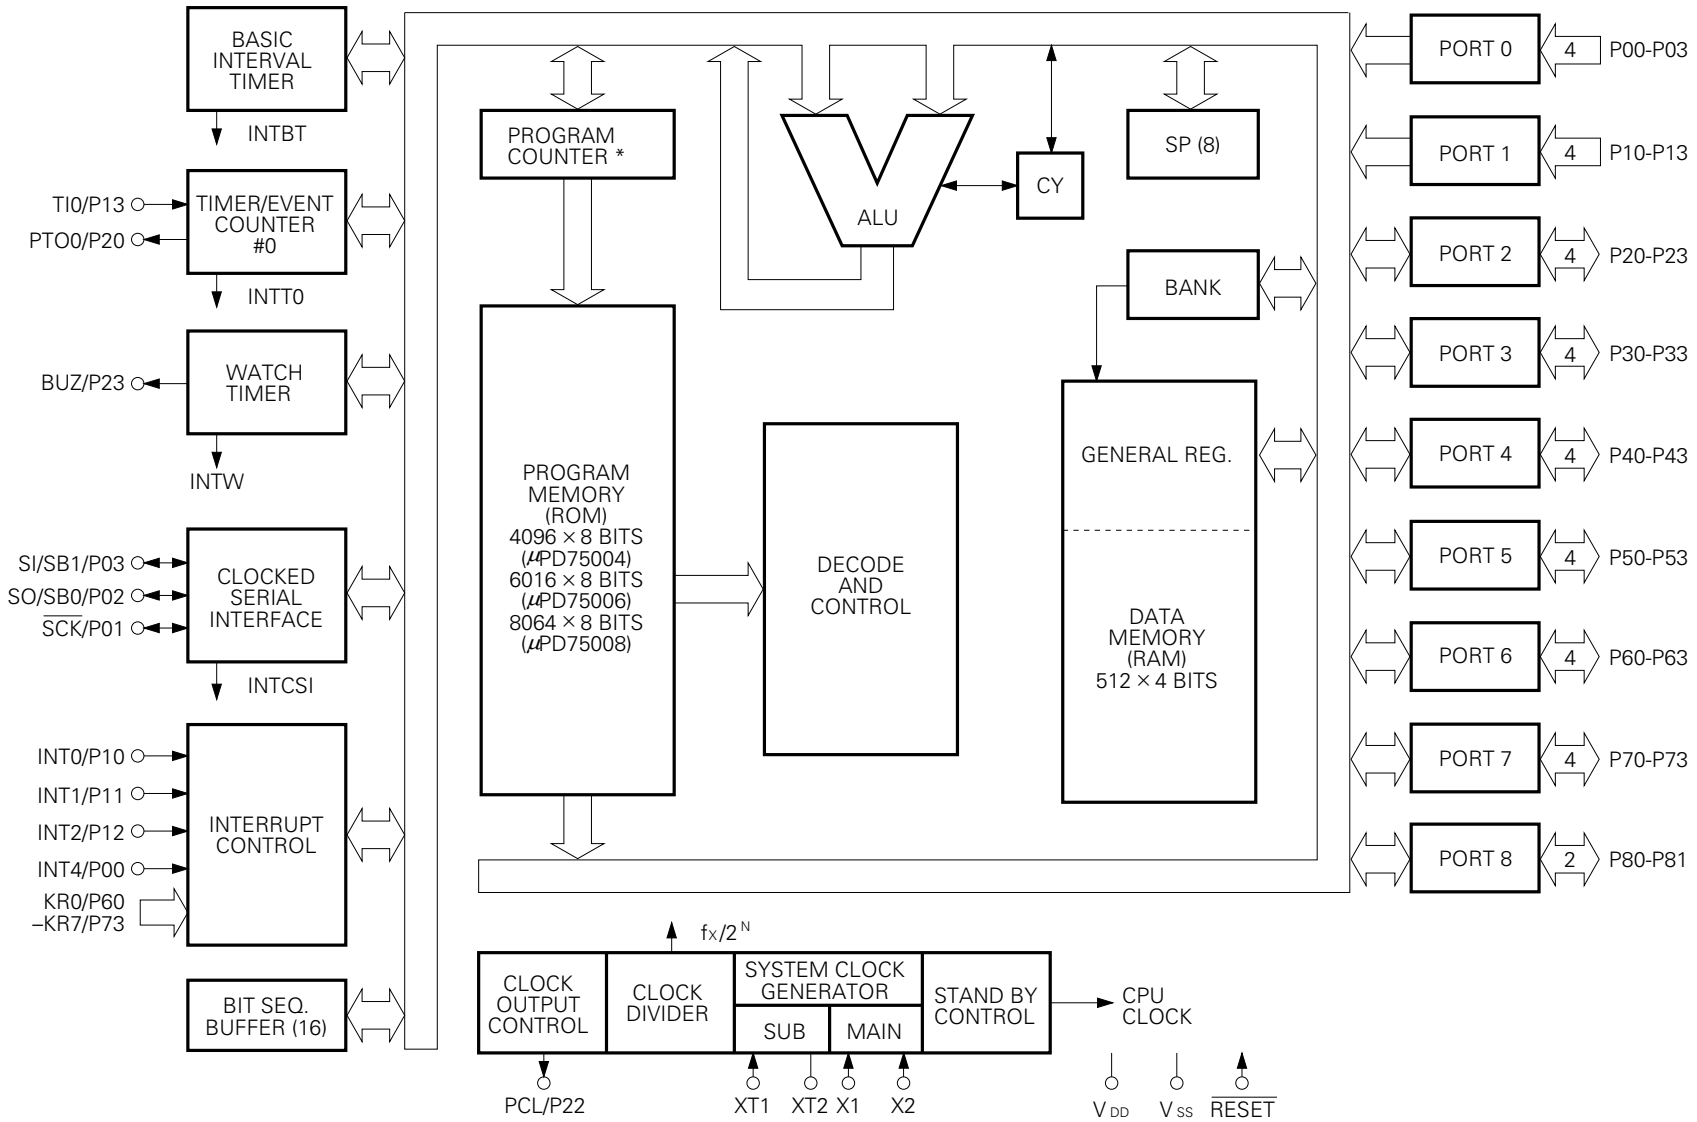 BASIC
INTERVAL
TIMER
INTBT
TI0/P13
PTO0/P20
TIMER/EVENT
COUNTER
#0
INTT0
BUZ/P23
WATCH
TIMER
INTW
SI/SB1/P03
SO/SB0/P02
SCK/P01
CLOCKED
SERIAL
INTERFACE
INTCSI
INT0/P10
INT1/P11
INT2/P12
INT4/P00
KR0/P60
–KR7/P73
INTERRUPT
CONTROL
BIT SEQ.
BUFFER (16)
PROGRAM
COUNTER *
ALU
CY
SP (8)
BANK
PROGRAM
MEMORY
(ROM)
4096 × 8 BITS
(µPD75004)
6016 × 8 BITS
(µPD75006)
8064 × 8 BITS
(µPD75008)
DECODE
AND
CONTROL
GENERAL REG.
DATA
MEMORY
(RAM)
512 × 4 BITS
PORT 0 4 P00-P03
PORT 1 4 P10-P13
PORT 2 4 P20-P23
PORT 3 4 P30-P33
PORT 4 4 P40-P43
PORT 5 4 P50-P53
PORT 6 4 P60-P63
PORT 7 4 P70-P73
PORT 8 2 P80-P81
fx/2 N
CLOCK
OUTPUT
CONTROL
CLOCK
DIVIDER
SYSTEM CLOCK
GENERATOR
SUB
MAIN
STAND BY
CONTROL
CPU
CLOCK
PCL/P22
XT1
XT2
X1
X2
VDD
VSS
RESET